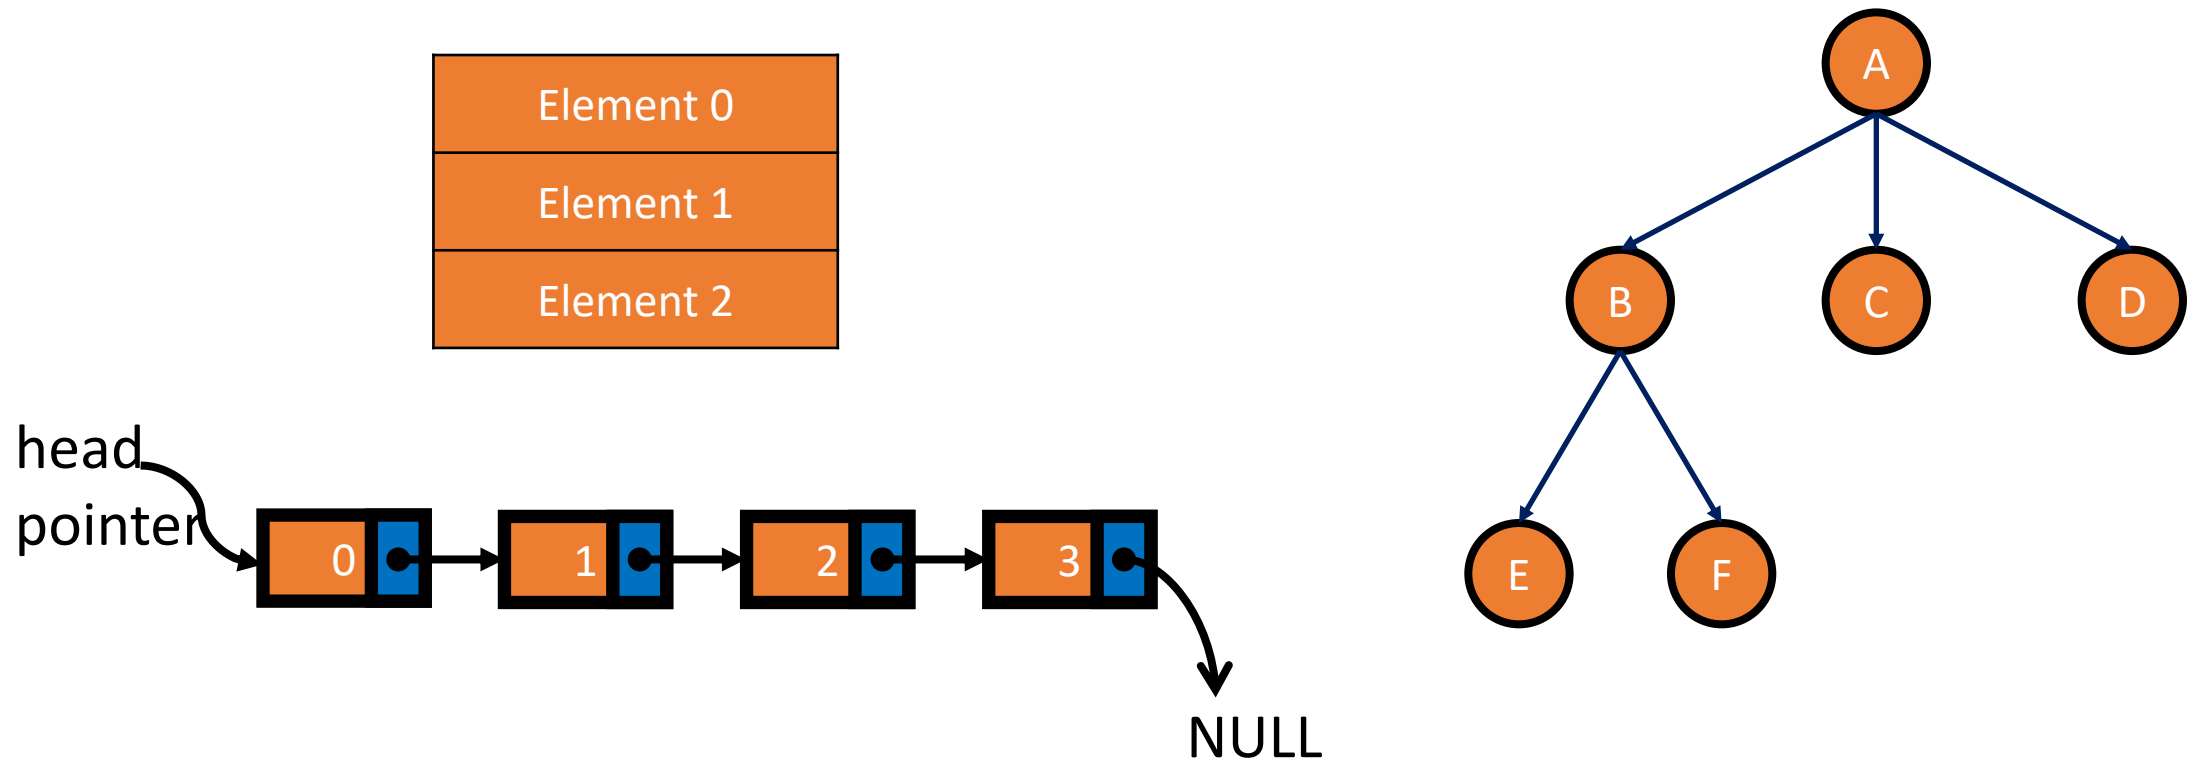 Element 0
Element 1
Element 2
head
pointer
0
1
2
3
NULL
A
B
C
D
E
F